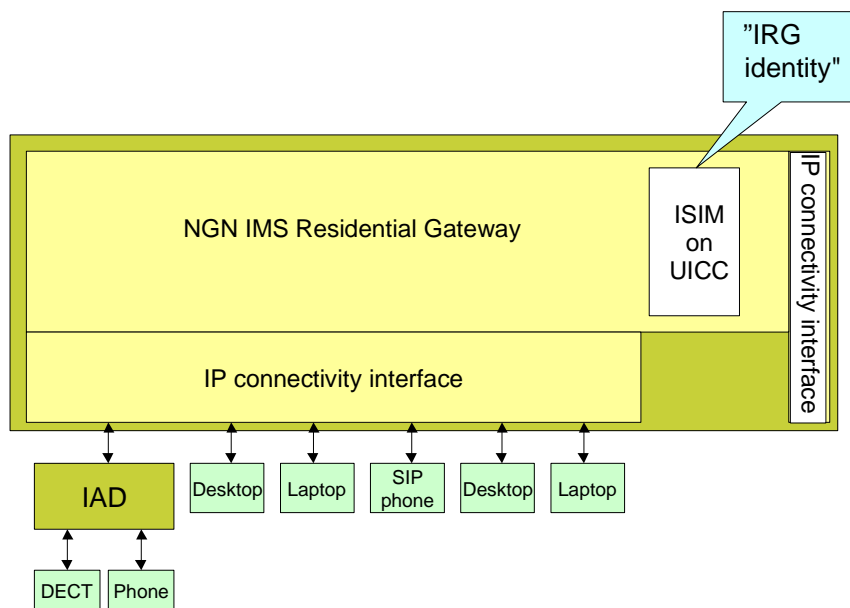 "IRG
identity"
NGN IMS Residential Gateway
ISIM
on
UICC
IP connectivity interface
IP connectivity interface
IAD
Desktop
Laptop
SIP
phone
Desktop
Laptop
DECT
Phone